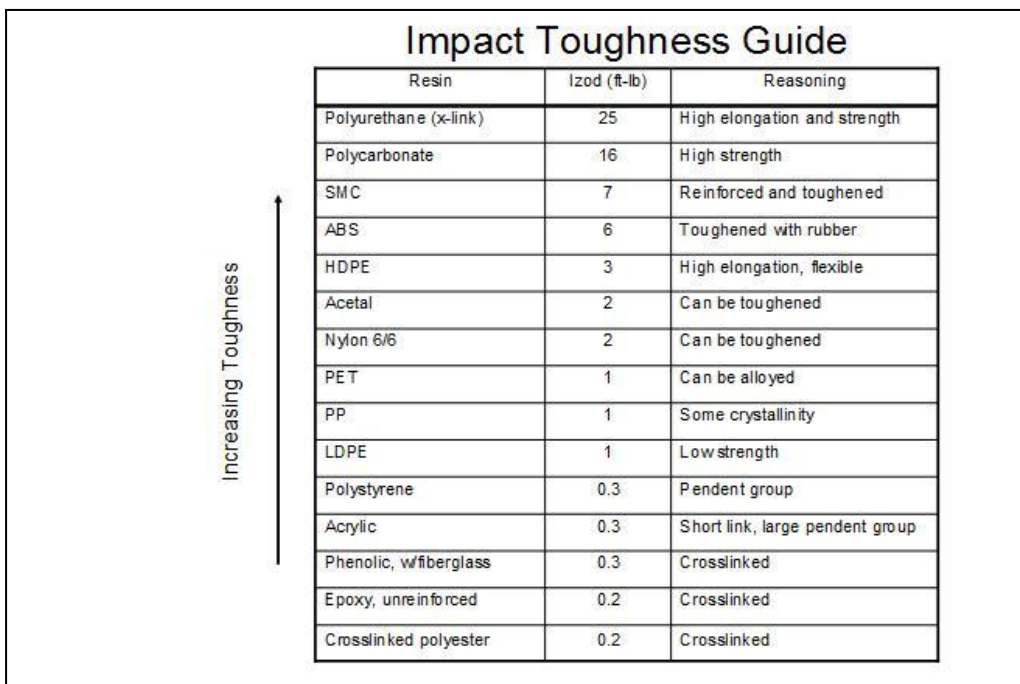 Impact Toughness Guide
Resin Izod (ft-lb) Reasoning
Polyurethane (x-link) 25 High elongation and strength
Polycarbonate 16 High strength
SMC 7 Reinforced and toughened
ABS 6 Toughened with rubber
HDPE 3 High elongation, flexible
Acetal 2 Can be toughened
Nylon 6/6 2 Can be toughened
PET 1 Can be alloyed
PP 1 Some crystallinity
LDPE 1 Low strength
Polystyrene 0.3 Pendent group
Acrylic 0.3 Short link, large pendent group
Phenolic, w/fiberglass 0.3 Crosslinked
Epoxy, unreinforced 0.2 Crosslinked
Crosslinked polyester 0.2 Crosslinked
Increasing Toughness